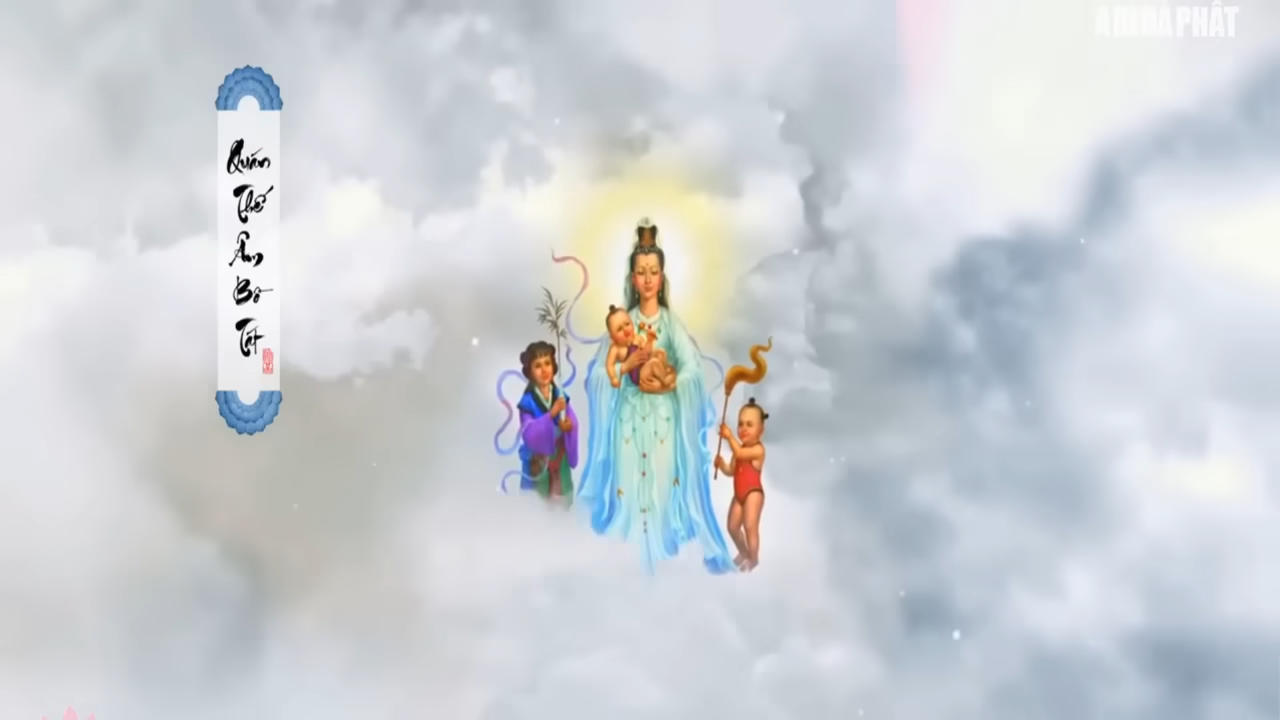 Quán
Thế
Âm
Bồ
Tát
A DI ĐÀ PHẬT